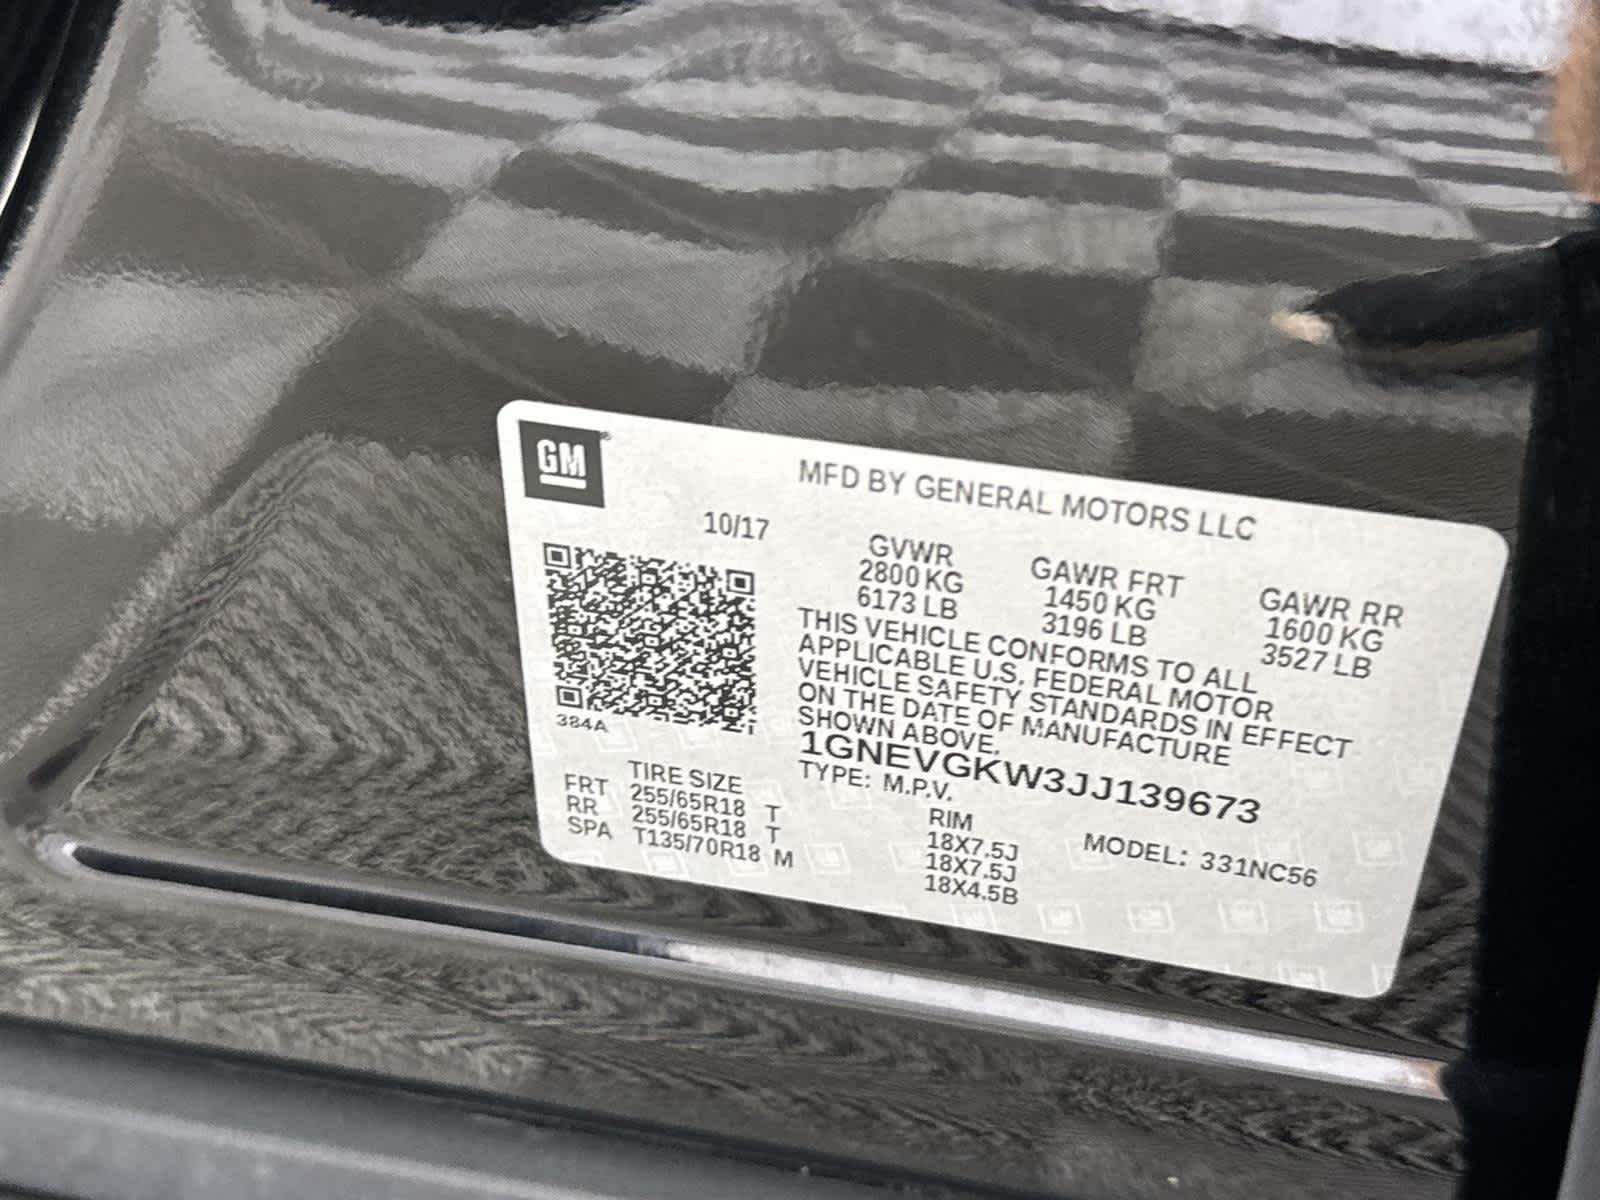 GM
MFD BY GENERAL MOTORS LLC
10/17
GVWR GAWR FRT GAWR RR
2800 KG 1450 KG 1600 KG
6173 LB 3196 LB 3527 LB
THIS VEHICLE CONFORMS TO ALL
APPLICABLE U.S. FEDERAL MOTOR
VEHICLE SAFETY STANDARDS IN EFFECT
ON THE DATE OF MANUFACTURE
SHOWN ABOVE.
384A
1GNEVGKW3JJ139673
TYPE: M.P.V.
MODEL: 331NC56
TIRE SIZE RIM
FRT 255/65R18 T 18X7.5J
RR 255/65R18 T 18X7.5J
SPA T135/70R18 M 18X4.5B